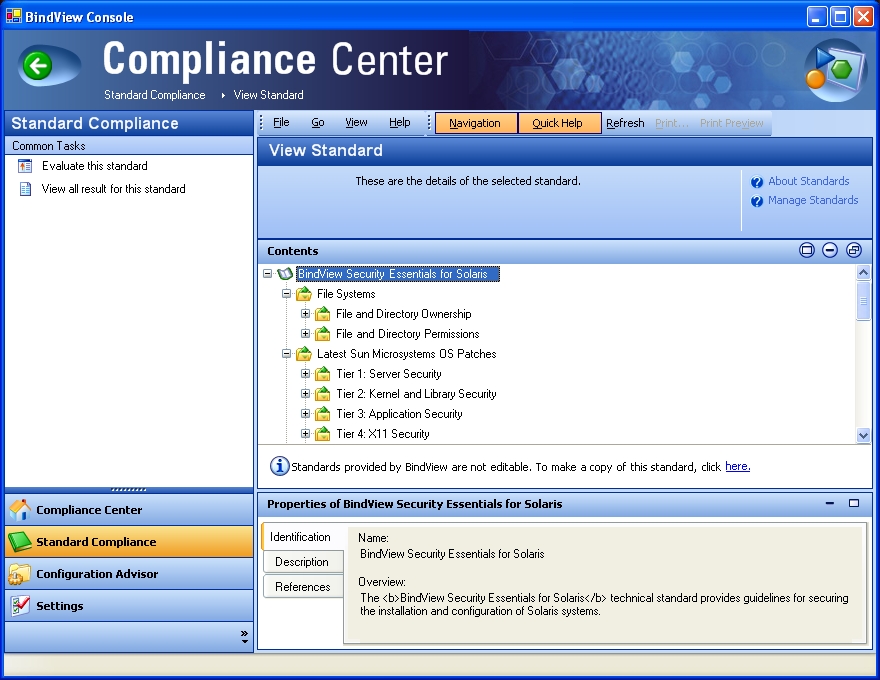 BindView Console
Compliance Center
Standard Compliance View Standard
Standard Compliance
Common Tasks
Evaluate this standard
View all result for this standard
Compliance Center
Standard Compliance
Configuration Advisor
Settings
File Go View Help Navigation Quick Help Refresh Print... Print Preview
View Standard
These are the details of the selected standard.
About Standards
Manage Standards
Contents
BindView Security Essentials for Solaris
File Systems
File and Directory Ownership
File and Directory Permissions
Latest Sun Microsystems OS Patches
Tier 1: Server Security
Tier 2: Kernel and Library Security
Tier 3: Application Security
Tier 4: X11 Security
Standards provided by BindView are not editable. To make a copy of this standard, click here.
Properties of BindView Security Essentials for Solaris
Identification
Description
References
Name:
BindView Security Essentials for Solaris
Overview:
The <b>BindView Security Essentials for Solaris</b> technical standard provides guidelines for securing
the installation and configuration of Solaris systems.